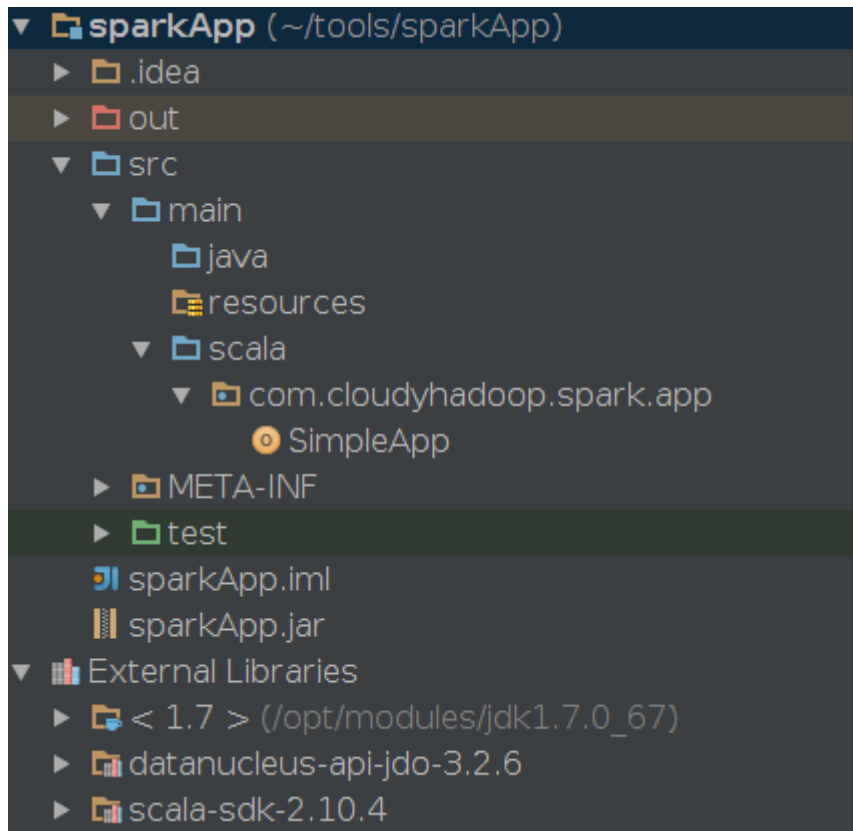 sparkApp (~/tools/sparkApp)
.idea
out
src
main
java
resources
scala
com.cloudyhadoop.spark.app
SimpleApp
META-INF
test
sparkApp.iml
sparkApp.jar
External Libraries
< 1.7 > (/opt/modules/jdk1.7.0_67)
datanucleus-api-jdo-3.2.6
scala-sdk-2.10.4